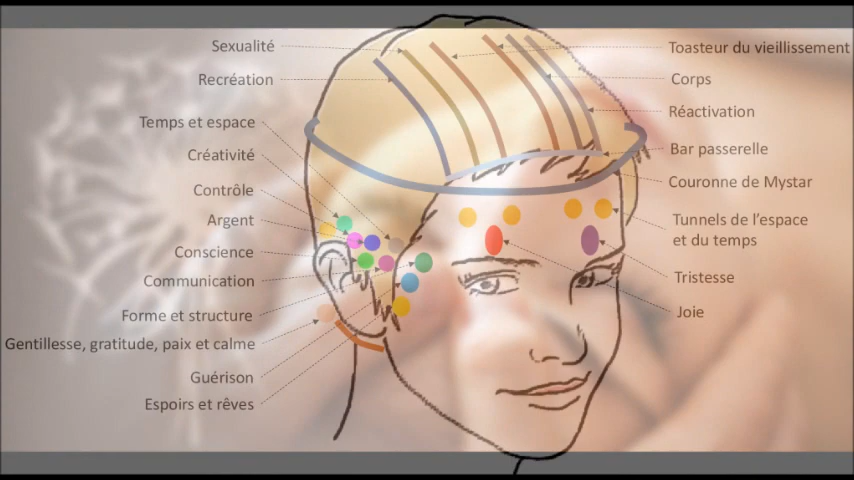 Sexualité
Recréation
Temps et espace
Créativité
Contrôle
Argent
Conscience
Communication
Forme et structure
Gentillesse, gratitude, paix et calme
Guérison
Espoirs et rêves
Toasteur du vieillissement
Corps
Réactivation
Bar passerelle
Couronne de Mystar
Tunnels de l'espace
et du temps
Tristesse
Joie